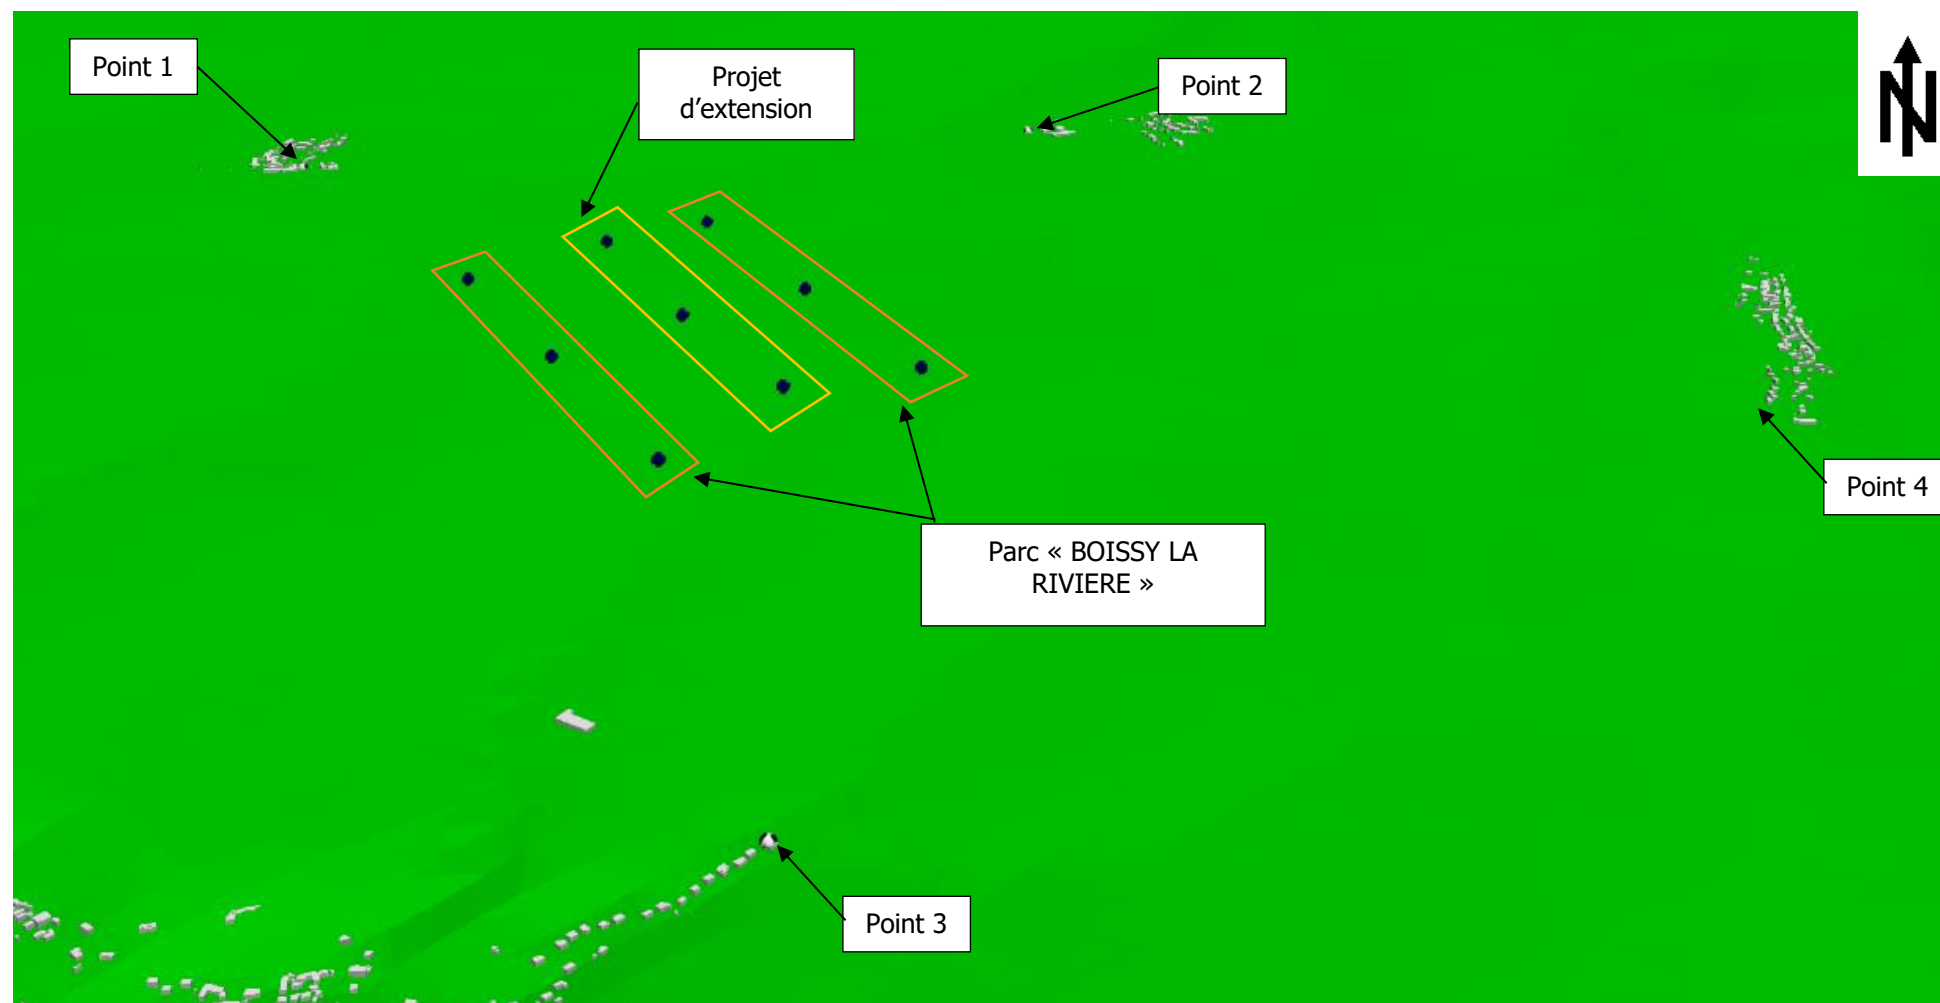 Point 1
Projet
d'extension
Point 2
N
Point 4
Parc « BOISSY LA
RIVIERE »
Point 3